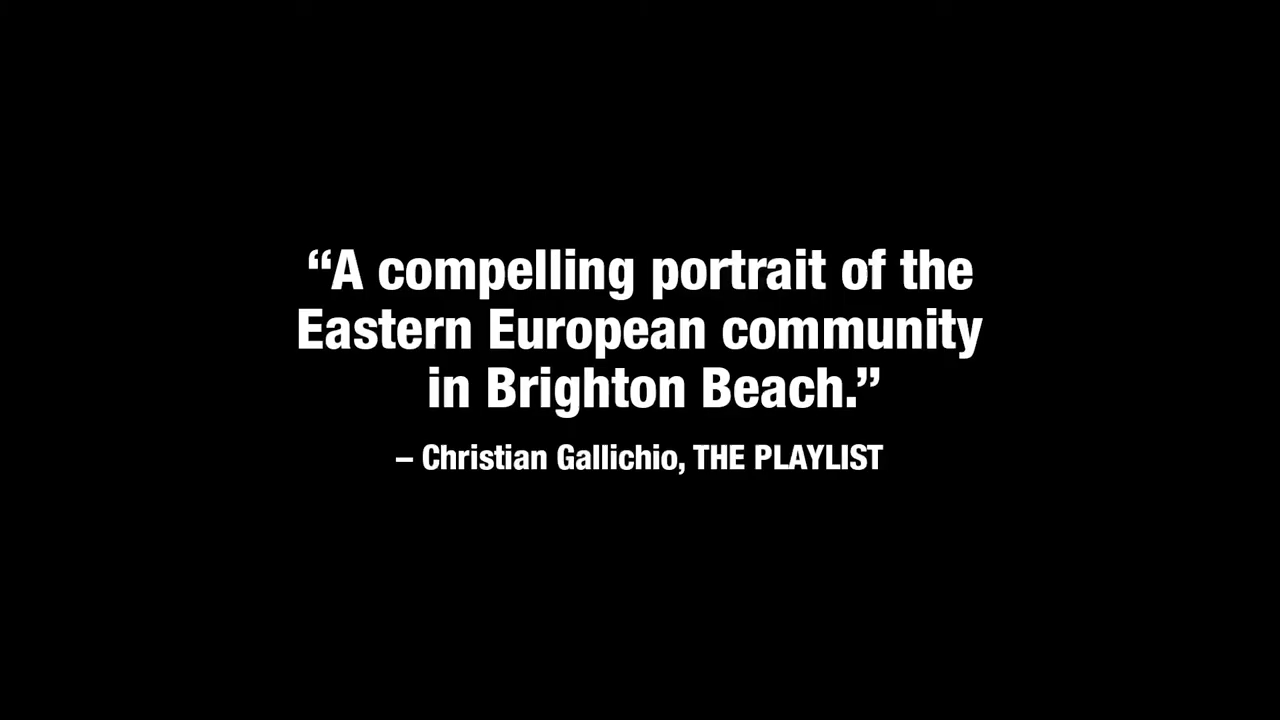 “A compelling portrait of the
Eastern European community
in Brighton Beach.”
– Christian Gallichio, THE PLAYLIST